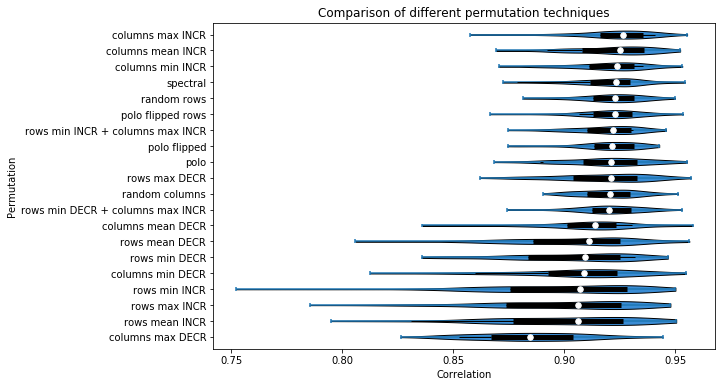 Comparison of different permutation techniques
Permutation
columns max INCR
columns mean INCR
columns min INCR
spectral
random rows
polo flipped rows
rows min INCR + columns max INCR
polo flipped
polo
rows max DECR
random columns
rows min DECR + columns max INCR
columns mean DECR
rows mean DECR
rows min DECR
columns min DECR
rows min INCR
rows max INCR
rows mean INCR
columns max DECR
0.75 0.80 0.85 0.90 0.95
Correlation